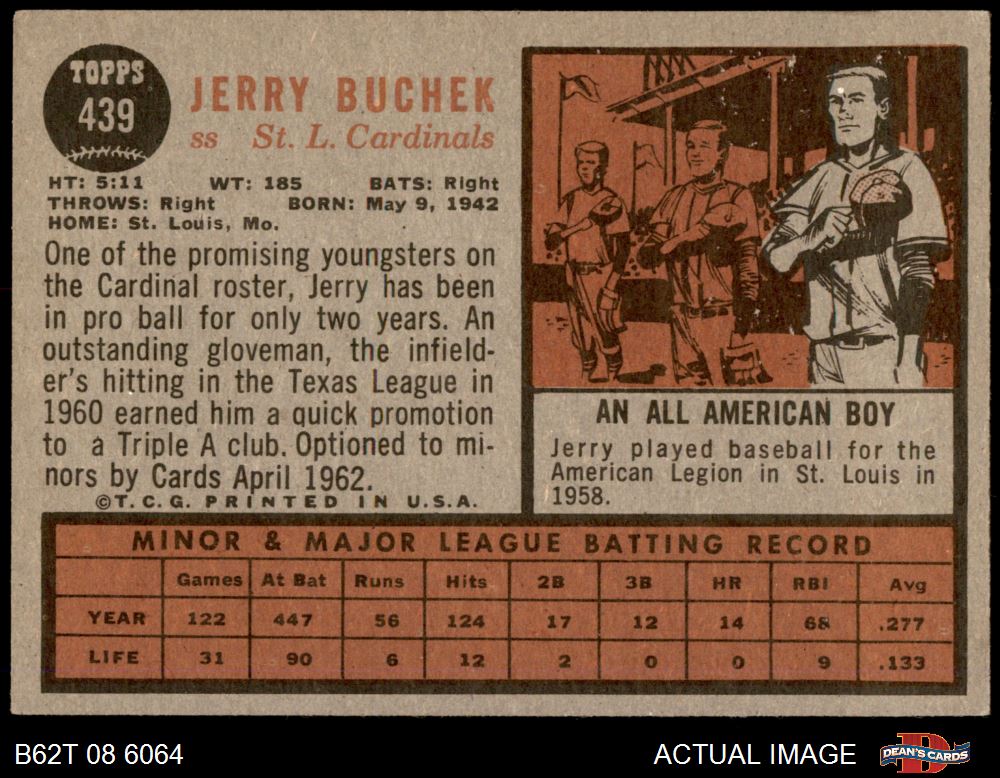 TOPPS
439
JERRY BUCHEK
ss St. L. Cardinals
HT: 5:11 WT: 185 BATS: Right
THROWS: Right BORN: May 9, 1942
HOME: St. Louis, Mo.
One of the promising youngsters on
the Cardinal roster, Jerry has been
in pro ball for only two years. An
outstanding gloveman, the infield-
er's hitting in the Texas League in
1960 earned him a quick promotion
to a Triple A club. Optioned to mi-
nors by Cards April 1962.
©T.C.G. PRINTED IN U.S.A.
AN ALL AMERICAN BOY
Jerry played baseball for the
American Legion in St. Louis in
1958.
MINOR & MAJOR LEAGUE BATTING RECORD
Games At Bat Runs Hits 2B 3B HR RBI Avg
YEAR 122 447 56 124 17 12 14 68 .277
LIFE 31 90 6 12 2 0 0 9 .133
B62T 08 6064 ACTUAL IMAGE DEAN'S CARDS